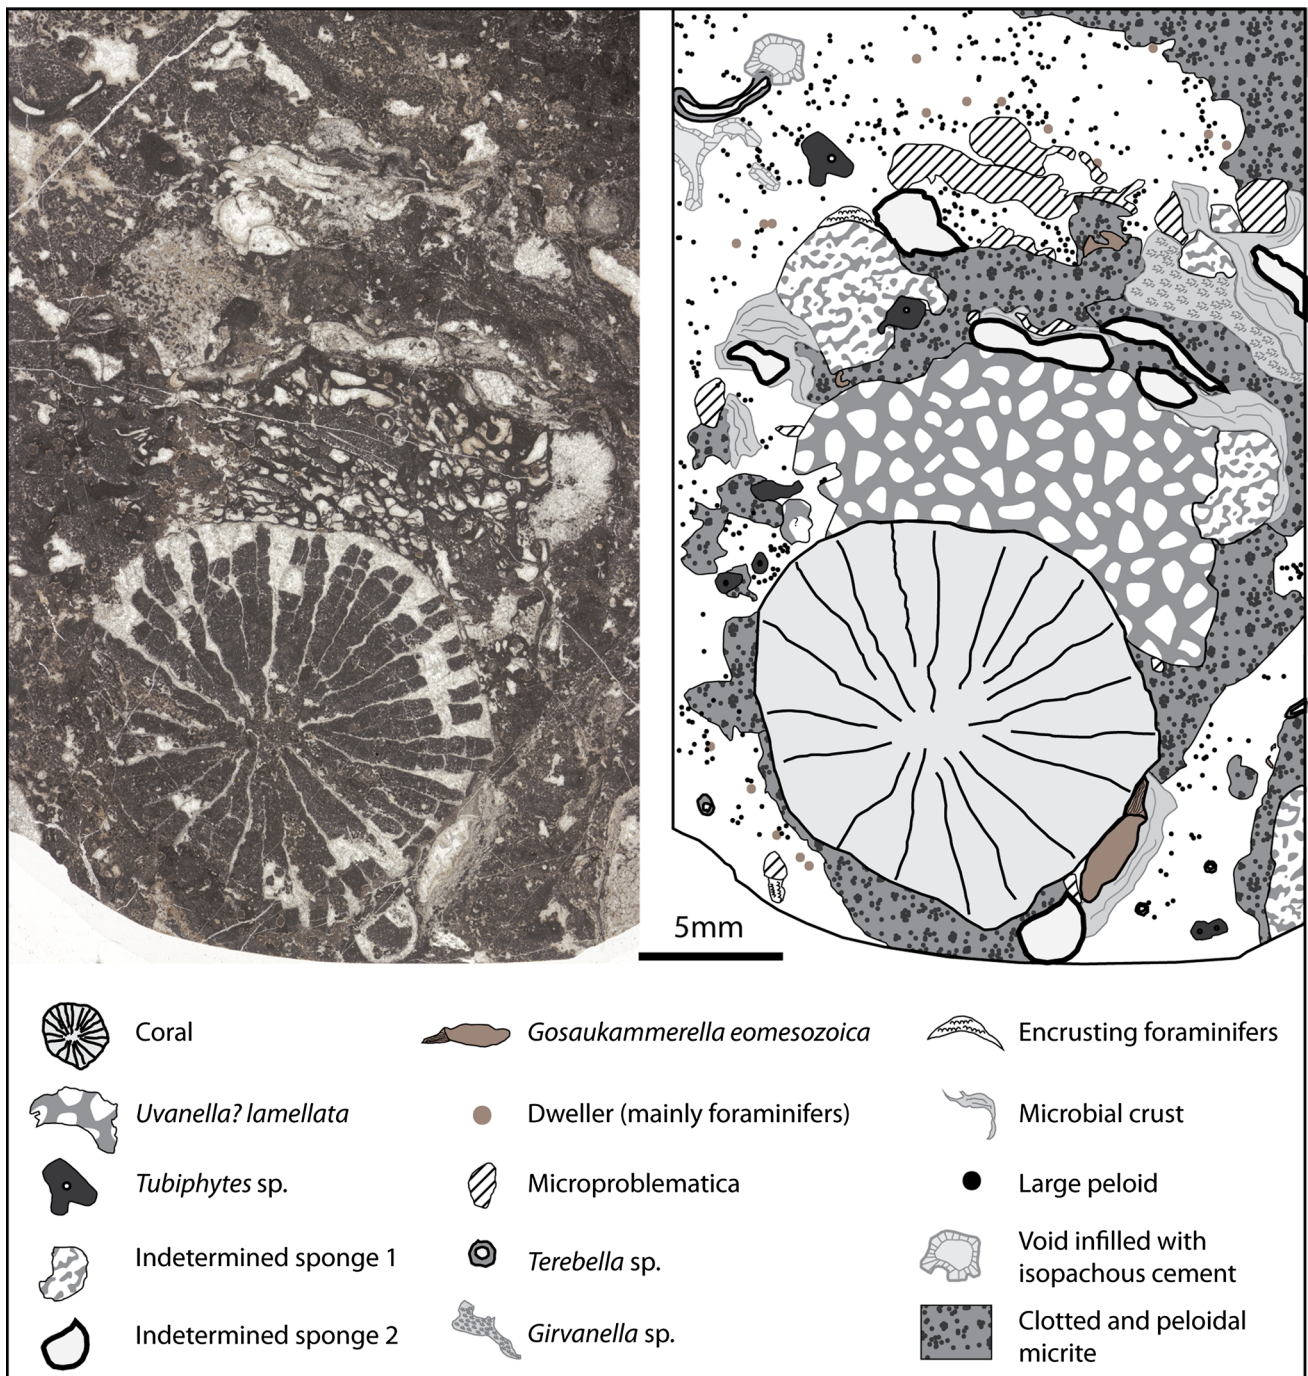 5mm
Coral
Uvanella? lamellata
Tubiphytes sp.
Indetermined sponge 1
Indetermined sponge 2
Gosaukammerella eomesozoica
Dweller (mainly foraminifers)
Microproblematica
Terebella sp.
Girvanella sp.
Encrusting foraminifers
Microbial crust
Large peloid
Void infilled with
isopachous cement
Clotted and peloidal
micrite